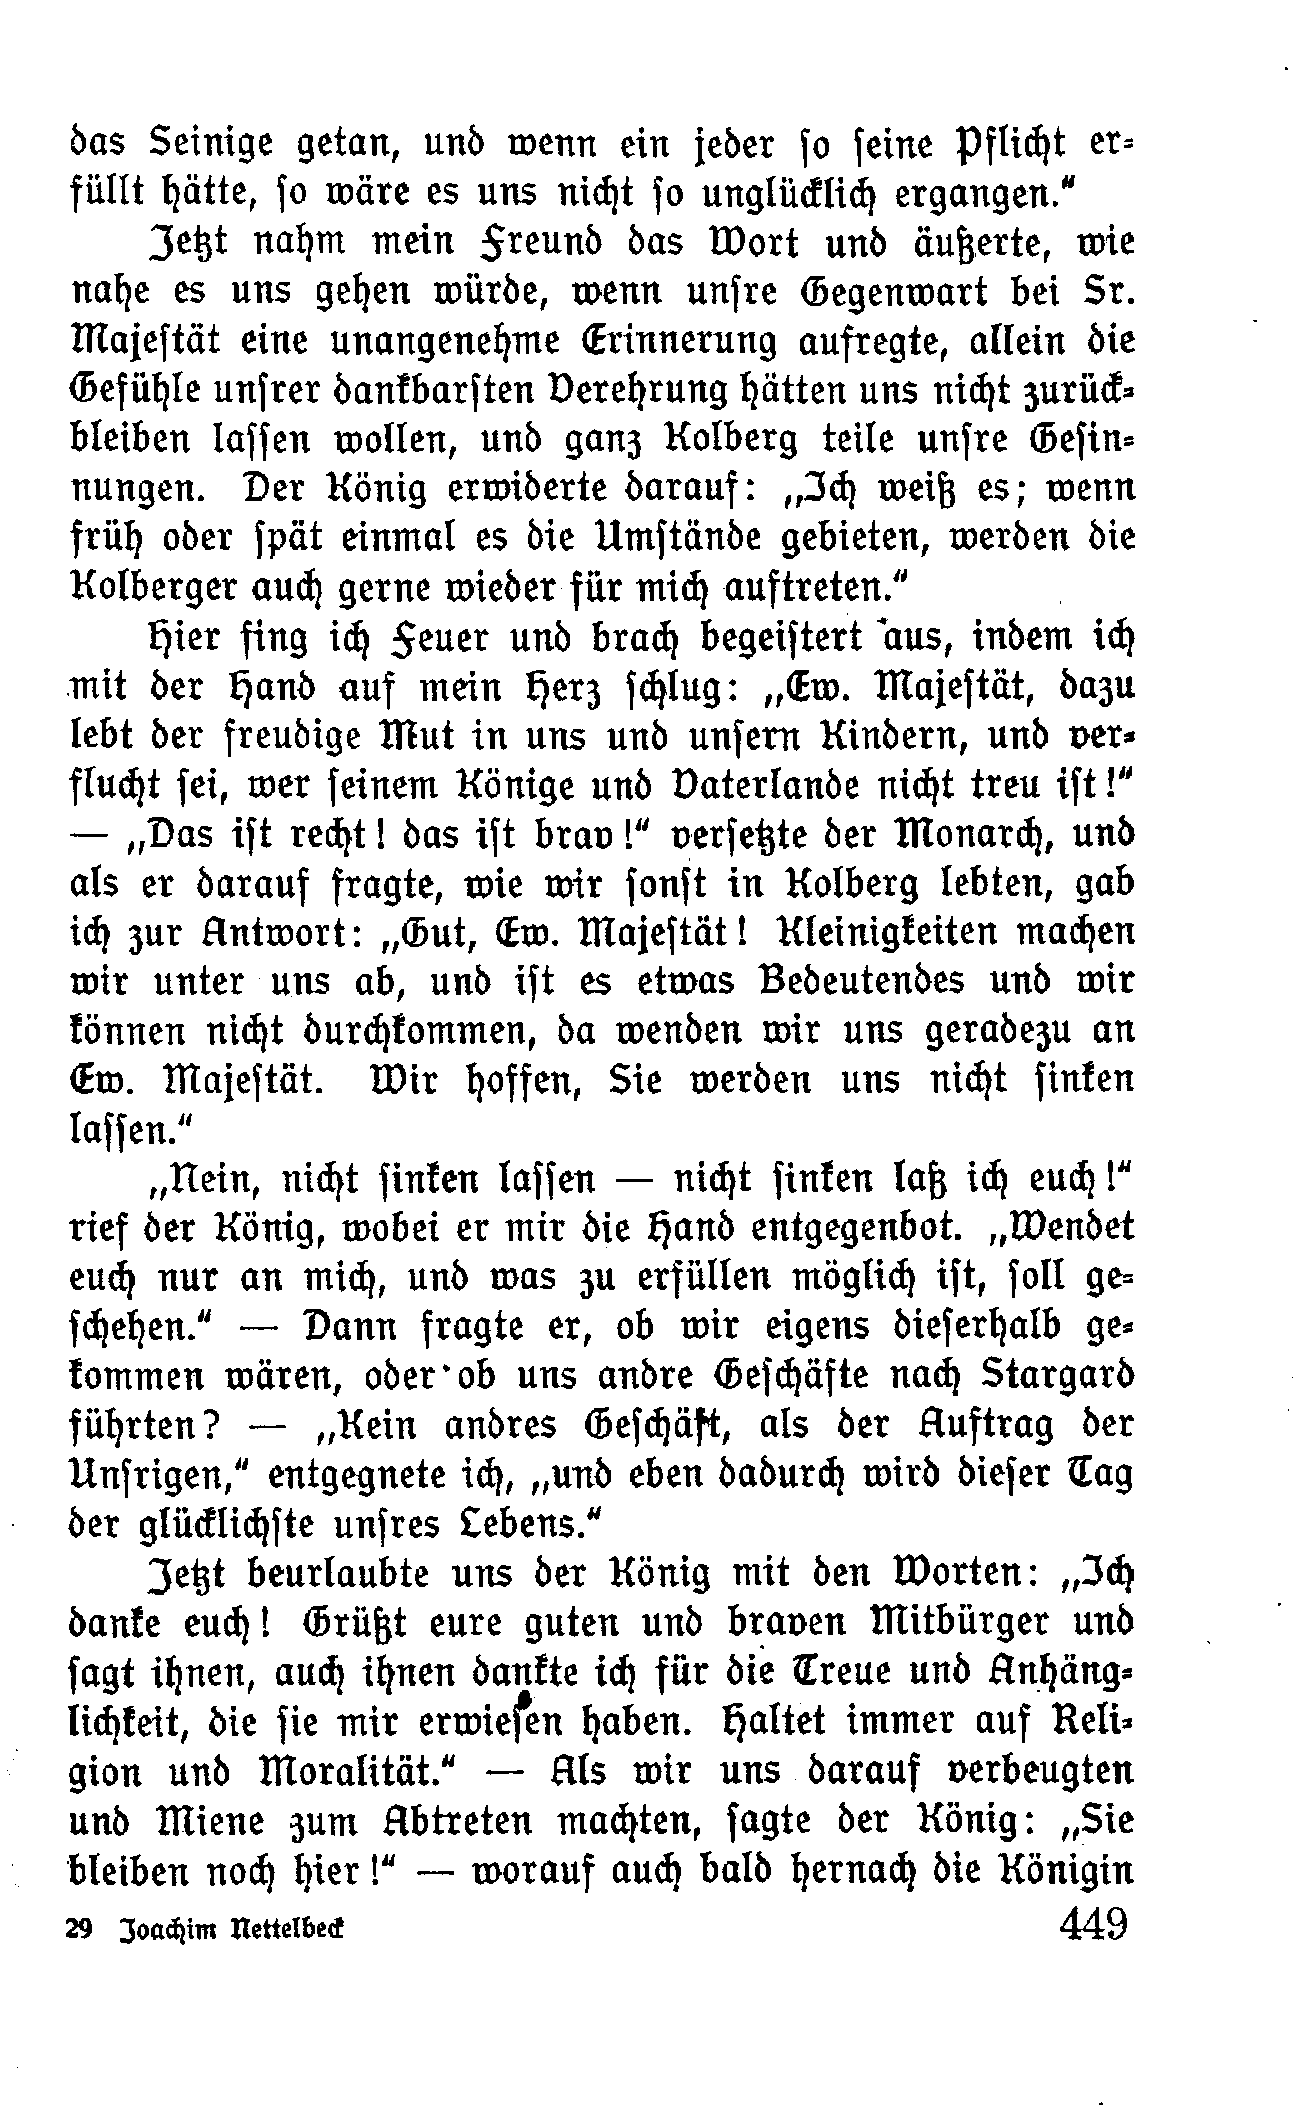 das Seinige getan, und wenn ein jeder so seine Pflicht er-
füllt hätte, so wäre es uns nicht so unglücklich ergangen."
Jetzt nahm mein Freund das Wort und äußerte, wie
nahe es uns gehen würde, wenn unsre Gegenwart bei Sr.
Majestät eine unangenehme Erinnerung aufregte, allein die
Gefühle unsrer dankbarsten Verehrung hätten uns nicht zurück-
bleiben lassen wollen, und ganz Kolberg teile unsre Gesin-
nungen. Der König erwiderte darauf: „Ich weiß es; wenn
früh oder spät einmal es die Umstände gebieten, werden die
Kolberger auch gerne wieder für mich auftreten."
Hier fing ich Feuer und brach begeistert aus, indem ich
mit der Hand auf mein Herz schlug: „Ew. Majestät, dazu
lebt der freudige Mut in uns und unsern Kindern, und ver-
flucht sei, wer seinem Könige und Vaterlande nicht treu ist!"
— „Das ist recht! das ist brav!" versetzte der Monarch, und
als er darauf fragte, wie wir sonst in Kolberg lebten, gab
ich zur Antwort: „Gut, Ew. Majestät! Kleinigkeiten machen
wir unter uns ab, und ist es etwas Bedeutendes und wir
können nicht durchkommen, da wenden wir uns geradezu an
Ew. Majestät. Wir hoffen, Sie werden uns nicht sinken
lassen."
„Nein, nicht sinken lassen — nicht sinken laß ich euch!"
rief der König, wobei er mir die Hand entgegenbot. „Wendet
euch nur an mich, und was zu erfüllen möglich ist, soll ge-
schehen." — Dann fragte er, ob wir eigens dieserhalb ge-
kommen wären, oder ob uns andre Geschäfte nach Stargard
führten? — „Kein andres Geschäft, als der Auftrag der
Unsrigen," entgegnete ich, „und eben dadurch wird dieser Tag
der glücklichste unsres Lebens."
Jetzt beurlaubte uns der König mit den Worten: „Ich
danke euch! Grüßt eure guten und braven Mitbürger und
sagt ihnen, auch ihnen dankte ich für die Treue und Anhäng-
lichkeit, die sie mir erwiesen haben. Haltet immer auf Reli-
gion und Moralität." — Als wir uns darauf verbeugten
und Miene zum Abtreten machten, sagte der König: „Sie
bleiben noch hier!" — worauf auch bald hernach die Königin
29 Joachim Nettelbeck 449